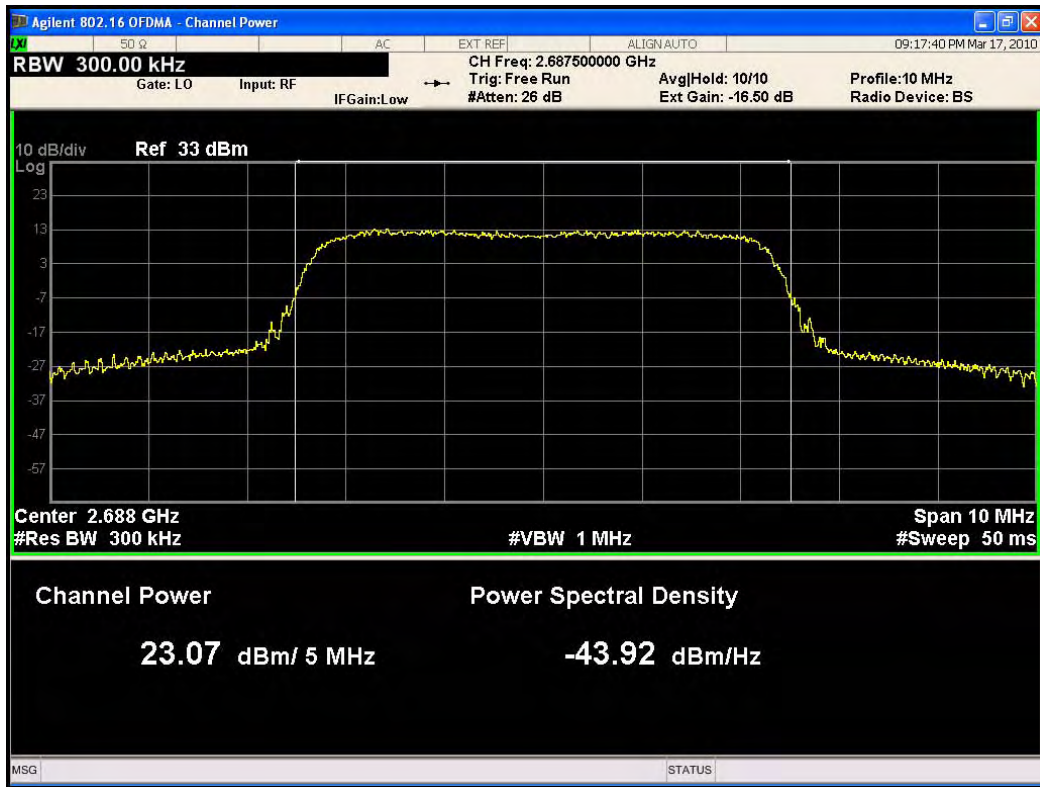 Agilent 802.16 OFDMA - Channel Power
LXI 50 Ω AC EXT REF ALIGN AUTO 09:17:40 PM Mar 17, 2010
RBW 300.00 kHz CH Freq: 2.687500000 GHz
Trig: Free Run Avg|Hold: 10/10 Profile:10 MHz
Gate: LO Input: RF IFGain:Low #Atten: 26 dB Ext Gain: -16.50 dB Radio Device: BS
10 dB/div Ref 33 dBm
Log
23
13
3
-7
-17
-27
-37
-47
-57
Center 2.688 GHz Span 10 MHz
#Res BW 300 kHz #VBW 1 MHz #Sweep 50 ms
Channel Power Power Spectral Density
23.07 dBm/ 5 MHz -43.92 dBm/Hz
MSG STATUS